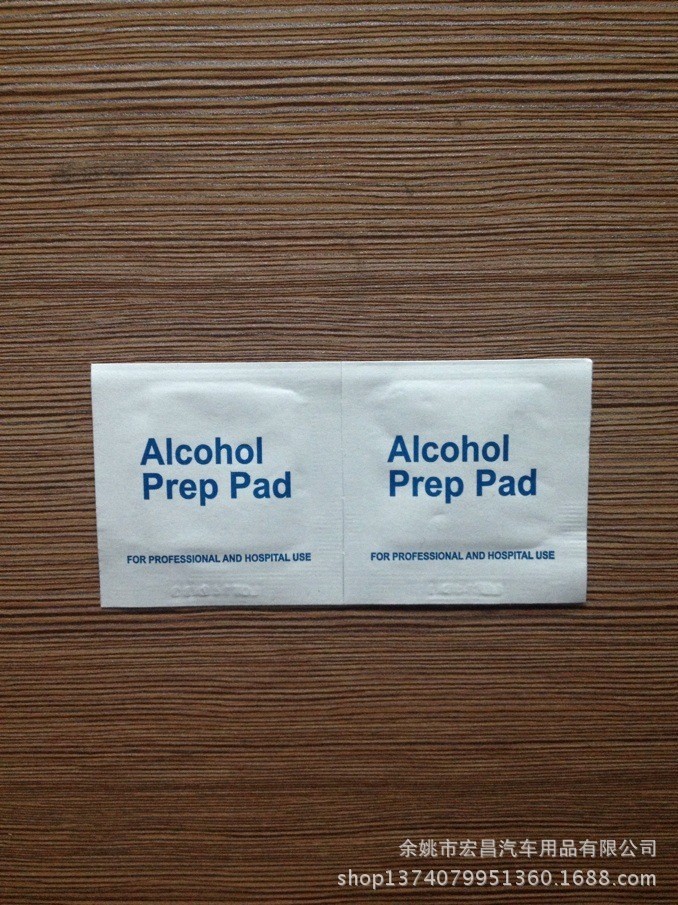 Alcohol
Prep Pad
FOR PROFESSIONAL AND HOSPITAL USE
Alcohol
Prep Pad
FOR PROFESSIONAL AND HOSPITAL USE
余姚市宏昌汽车用品有限公司
shop1374079951360.1688.com